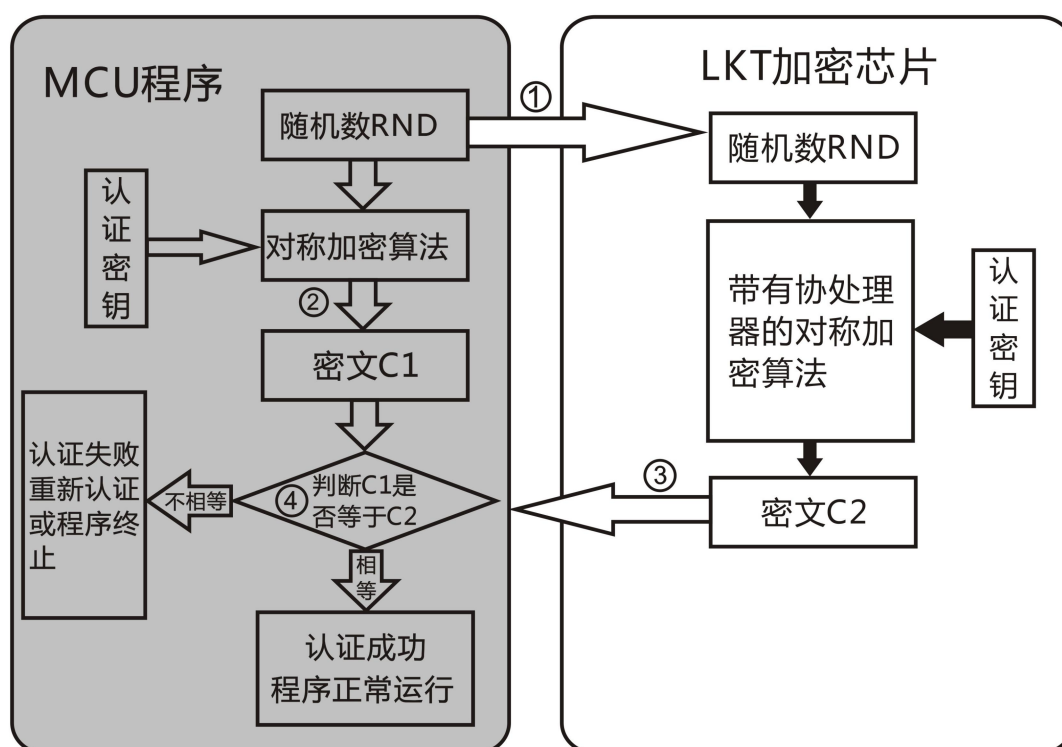 MCU程序
随机数RND
认
证
密
钥
对称加密算法
②
密文C1
认证失败
重新认证
或程序终
止
不相等
④
判断C1是
否等于C2
相
等
认证成功
程序正常运行
①
③
LKT加密芯片
随机数RND
带有协处理
器的对称加
密算法
认
证
密
钥
密文C2